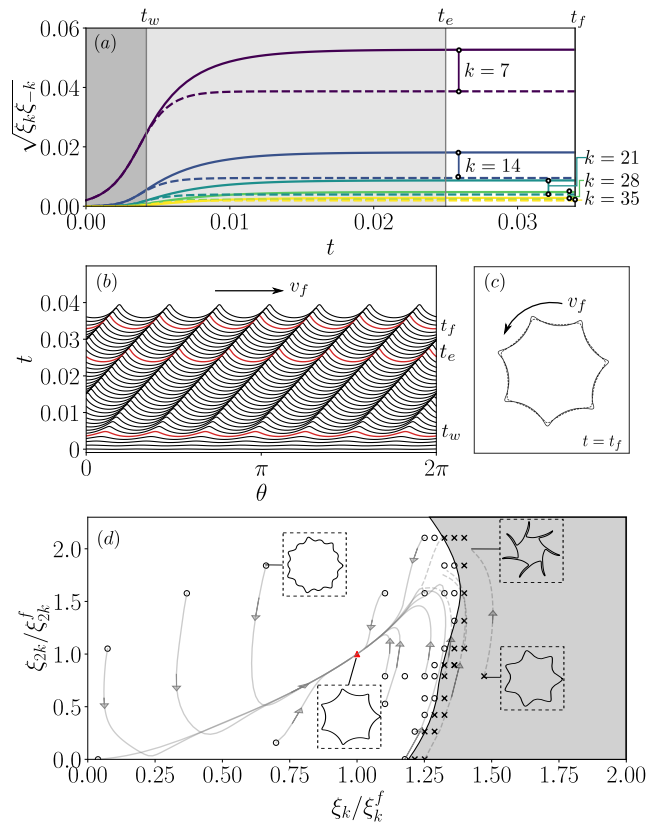 t_w t_e t_f
(a)
0.06
0.04
0.02
0.00
√ξ_kξ_{-k}
k = 7
k = 14
k = 21
k = 28
k = 35
0.00 0.01 0.02 0.03
t
(b)
v_f
0.04
0.03
0.02
0.01
0
t
t_f
t_e
t_w
0 π 2π
θ
(c)
v_f
t = t_f
(d)
2.0
1.5
1.0
0.5
0.0
ξ_{2k}/ξ_{2k}^f
0.00 0.25 0.50 0.75 1.00 1.25 1.50 1.75 2.00
ξ_k/ξ_k^f